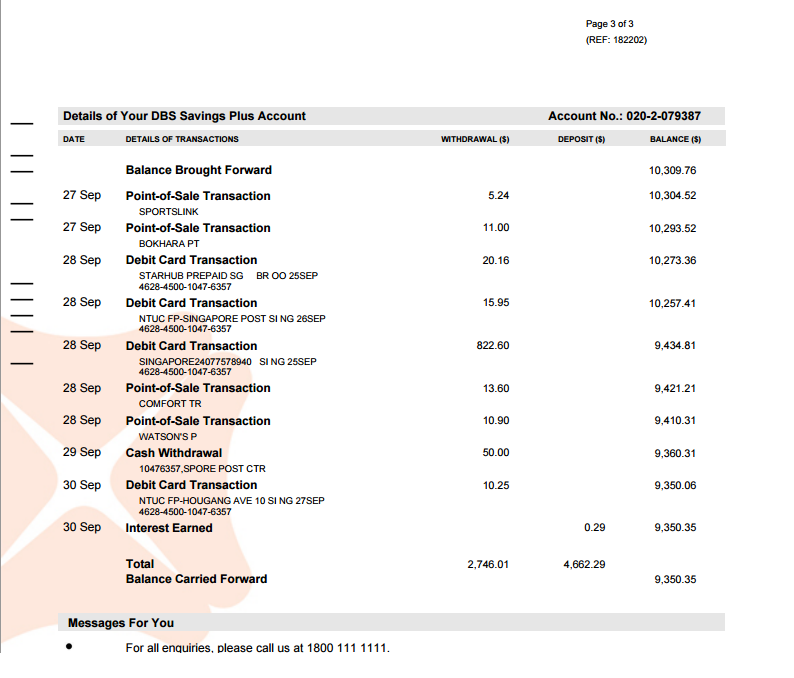 Page 3 of 3
(REF: 182202)
Details of Your DBS Savings Plus Account Account No.: 020-2-079387
DATE DETAILS OF TRANSACTIONS WITHDRAWAL ($) DEPOSIT ($) BALANCE ($)
Balance Brought Forward 10,309.76
27 Sep Point-of-Sale Transaction 5.24 10,304.52
SPORTSLINK
27 Sep Point-of-Sale Transaction 11.00 10,293.52
BOKHARA PT
28 Sep Debit Card Transaction 20.16 10,273.36
STARHUB PREPAID SG BR OO 25SEP
4628-4500-1047-6357
28 Sep Debit Card Transaction 15.95 10,257.41
NTUC FP-SINGAPORE POST SI NG 26SEP
4628-4500-1047-6357
28 Sep Debit Card Transaction 822.60 9,434.81
SINGAPORE24077578940 SI NG 25SEP
4628-4500-1047-6357
28 Sep Point-of-Sale Transaction 13.60 9,421.21
COMFORT TR
28 Sep Point-of-Sale Transaction 10.90 9,410.31
WATSON'S P
29 Sep Cash Withdrawal 50.00 9,360.31
10476357,SPORE POST CTR
30 Sep Debit Card Transaction 10.25 9,350.06
NTUC FP-HOUGANG AVE 10 SI NG 27SEP
4628-4500-1047-6357
30 Sep Interest Earned 0.29 9,350.35
Total 2,746.01 4,662.29
Balance Carried Forward 9,350.35
Messages For You
• For all enquiries, please call us at 1800 111 1111.